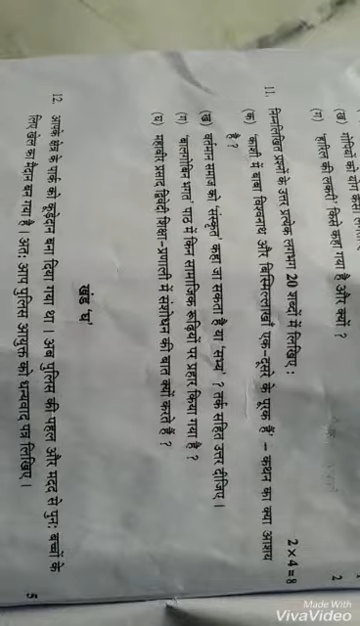 (ख) गोपियों को योग कैसा
(ग) 'हारिल की लकरी' किसे कहा गया है और क्यों ? 2
11. निम्नलिखित प्रश्नों के उत्तर प्रत्येक लगभग 20 शब्दों में लिखिए : 2 × 4 = 8
(क) 'काशी में बाबा विश्वनाथ और बिस्मिल्लाखाँ एक-दूसरे के पूरक हैं' – कथन का क्या आशय
है ?
(ख) वर्तमान समाज को 'संस्कृत' कहा जा सकता है या 'सभ्य' ? तर्क सहित उत्तर दीजिए ।
(ग) 'बालगोबिन भगत' पाठ में किन सामाजिक रूढ़ियों पर प्रहार किया गया है ?
(घ) महावीर प्रसाद द्विवेदी शिक्षा-प्रणाली में संशोधन की बात क्यों करते हैं ?
खंड 'घ'
12. आपके क्षेत्र के पार्क को कूड़ेदान बना दिया गया था । अब पुलिस की पहल और मदद से पुनः बच्चों के
लिए खेल का मैदान बन गया है । अतः आप पुलिस आयुक्त को धन्यवाद पत्र लिखिए । 5
Made With
VivaVideo